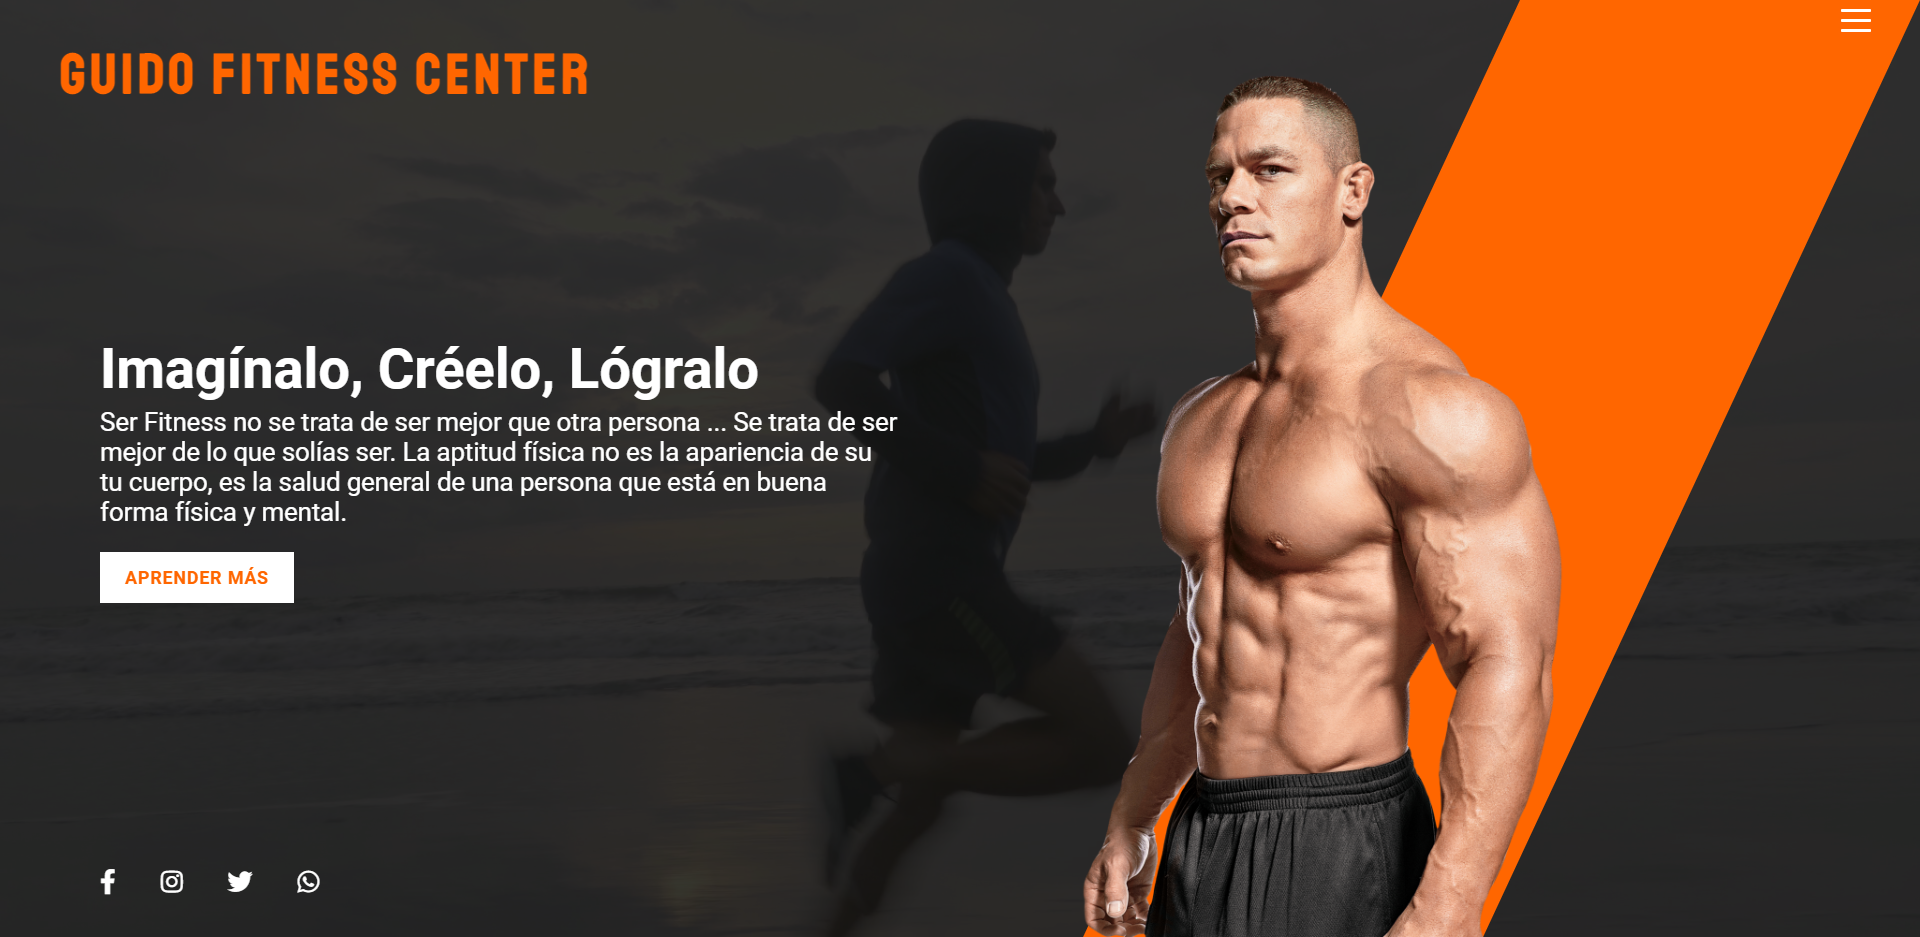 GUIDO FITNESS CENTER
Imagínalo, Créelo, Lógralo
Ser Fitness no se trata de ser mejor que otra persona ... Se trata de ser
mejor de lo que solías ser. La aptitud física no es la apariencia de su
tu cuerpo, es la salud general de una persona que está en buena
forma física y mental.
APRENDER MÁS